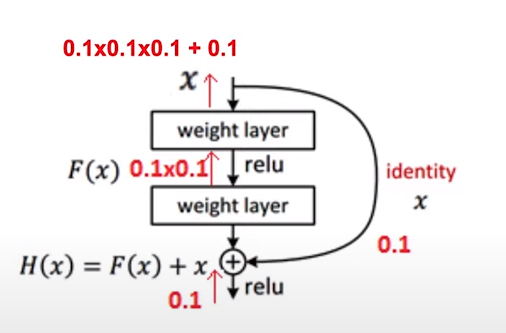 0.1x0.1x0.1 + 0.1
x
weight layer
F(x) 0.1x0.1 relu
identity
weight layer
x
0.1
H(x) = F(x) + x
relu
0.1